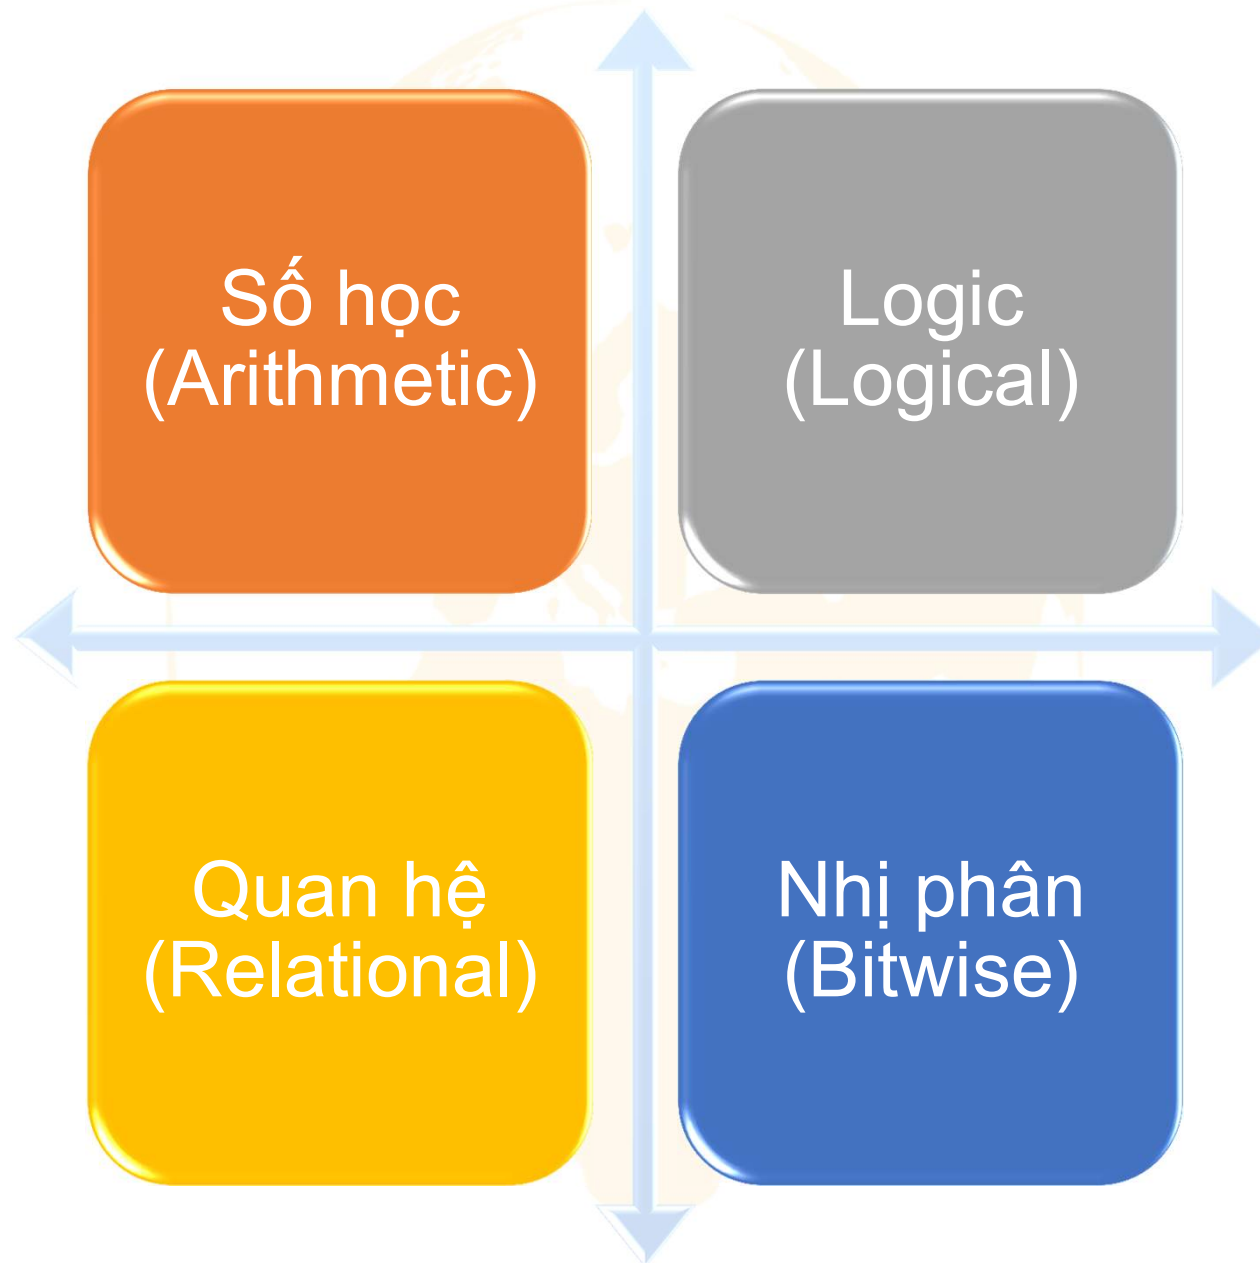 Số học
(Arithmetic)
Logic
(Logical)
Quan hệ
(Relational)
Nhị phân
(Bitwise)